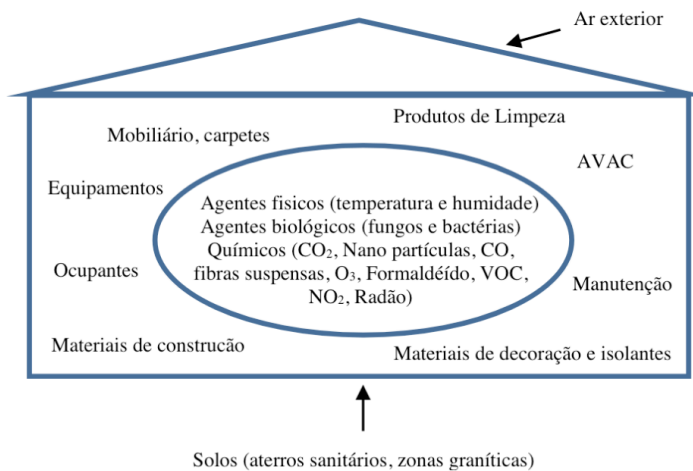 Ar exterior
Produtos de Limpeza
Mobiliário, carpetes
AVAC
Equipamentos
Agentes fisicos (temperatura e humidade)
Agentes biológicos (fungos e bactérias)
Químicos (CO₂, Nano partículas, CO,
fibras suspensas, O₃, Formaldéído, VOC,
NO₂, Radão)
Ocupantes
Manutenção
Materiais de construcão
Materiais de decoração e isolantes
Solos (aterros sanitários, zonas graníticas)